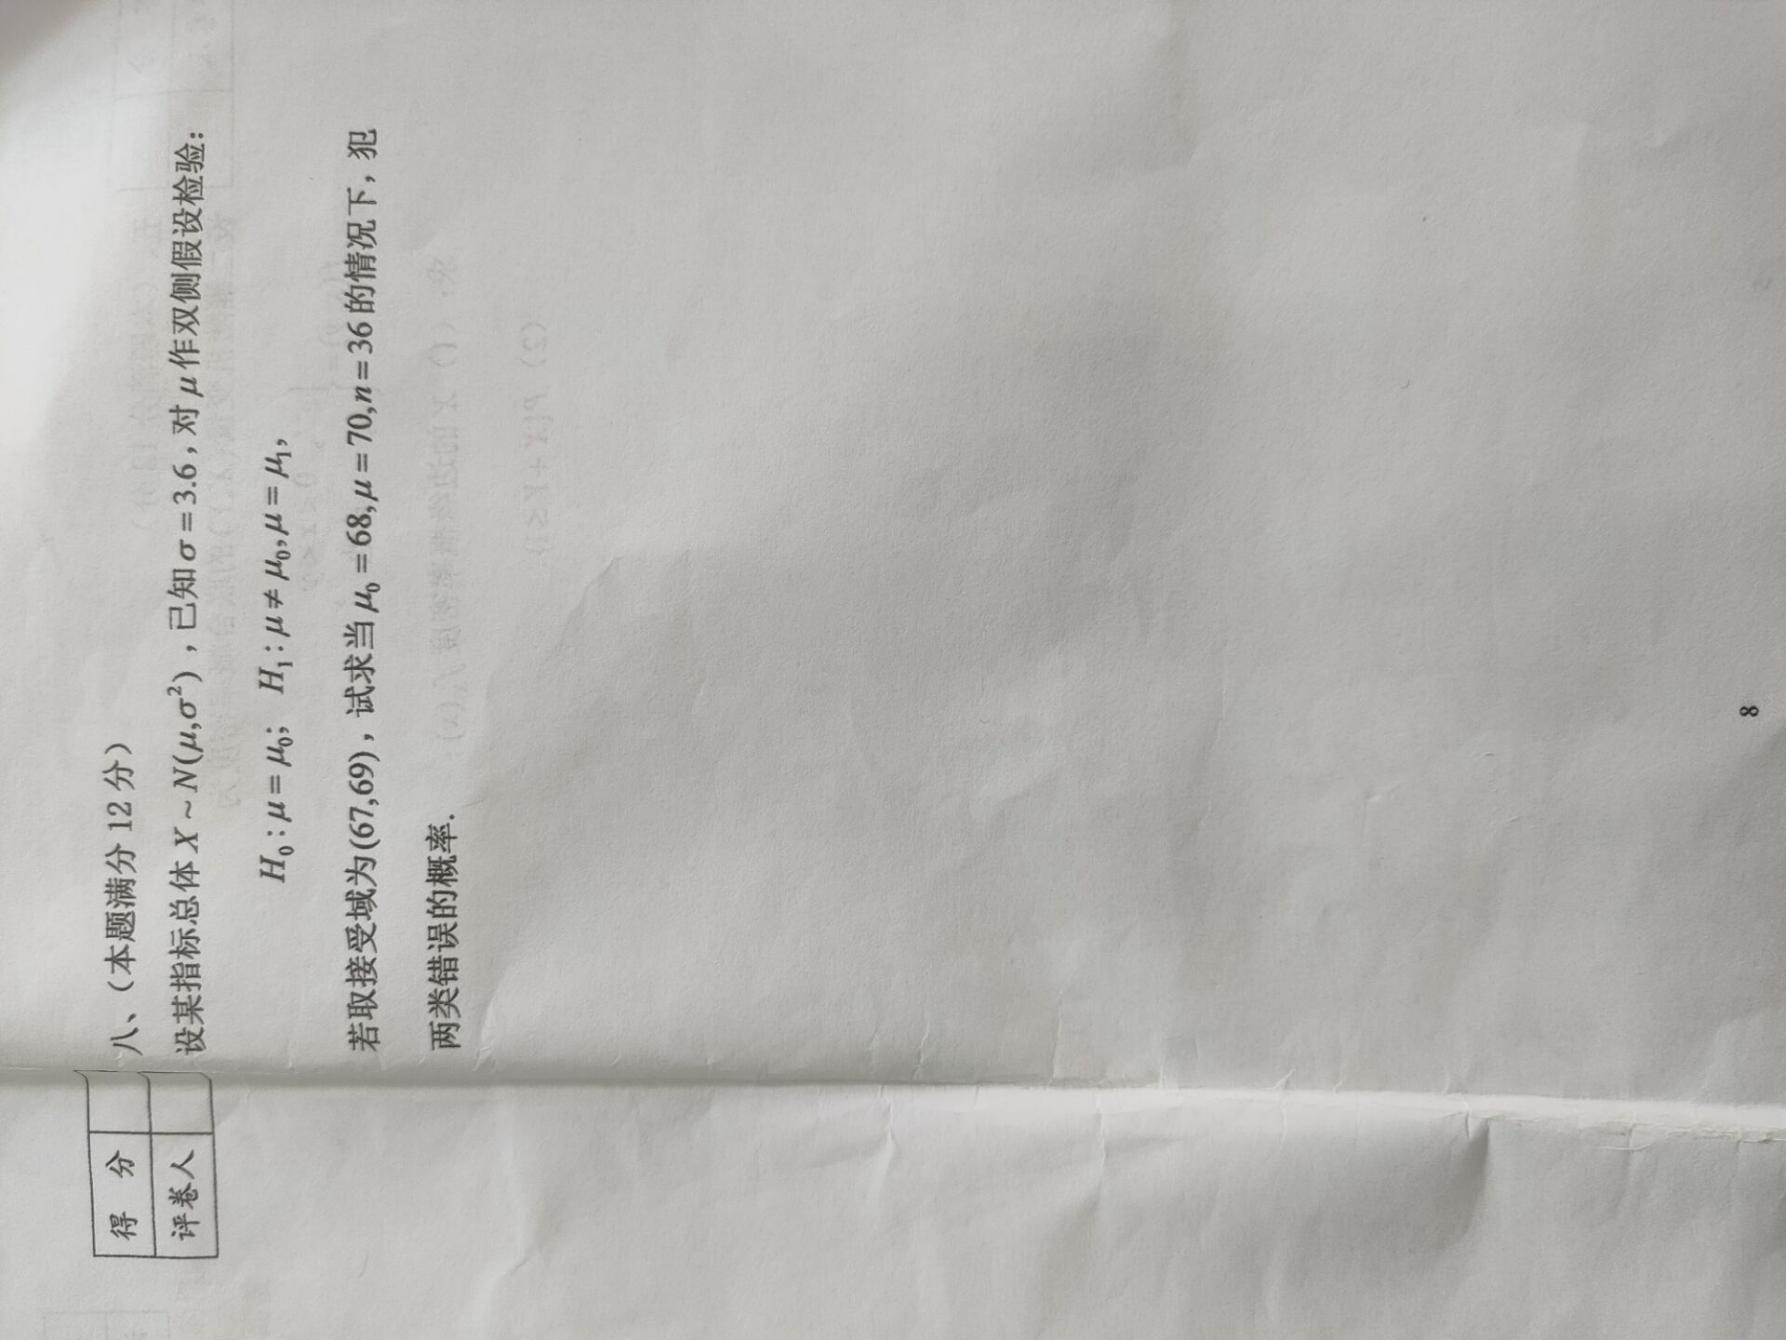 得 分
评卷人
八、（本题满分 12 分）
设某指标总体 X ~ N(μ,σ²)，已知σ=3.6，对 μ 作双侧假设检验：
H₀:μ=μ₀; H₁:μ≠μ₀,μ=μ₁,
若取接受域为(67,69)，试求当 μ₀=68,μ=70,n=36 的情况下，犯
两类错误的概率.
8